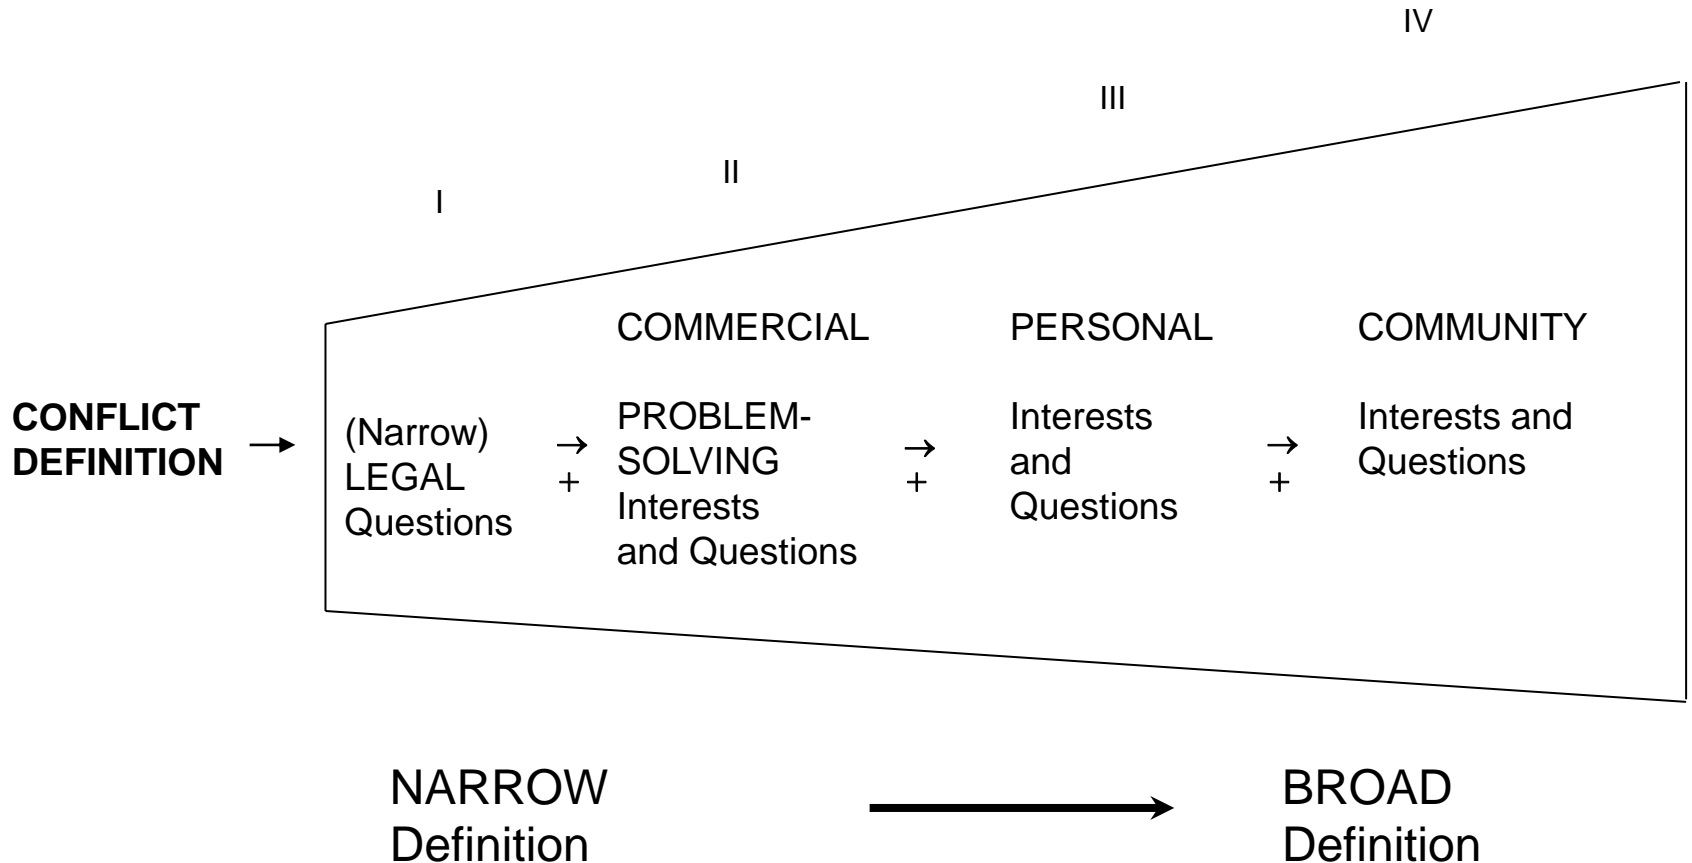 IV
III
II
I
COMMERCIAL
PERSONAL
COMMUNITY
CONFLICT
DEFINITION
→
(Narrow)
LEGAL
Questions
→
+
PROBLEM-
SOLVING
Interests
and Questions
→
+
Interests
and
Questions
→
+
Interests and
Questions
NARROW
Definition
BROAD
Definition